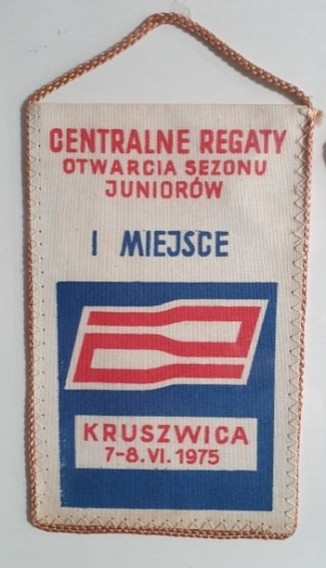 CENTRALNE REGATY
OTWARCIA SEZONU
JUNIORÓW
I MIEJSCE
KRUSZWICA
7-8.VI.1975